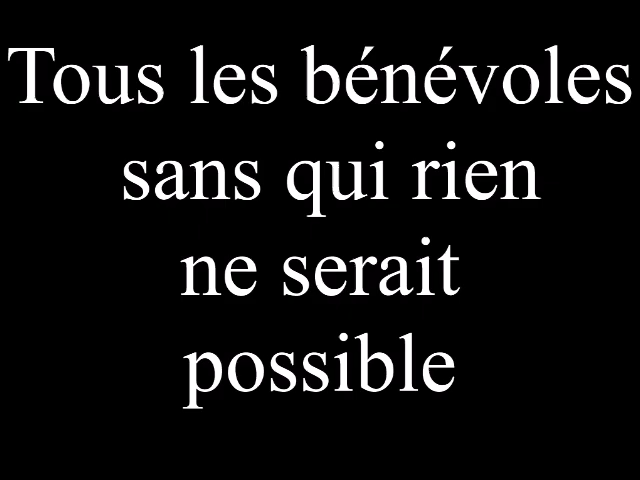 Tous les bénévoles
sans qui rien
ne serait
possible